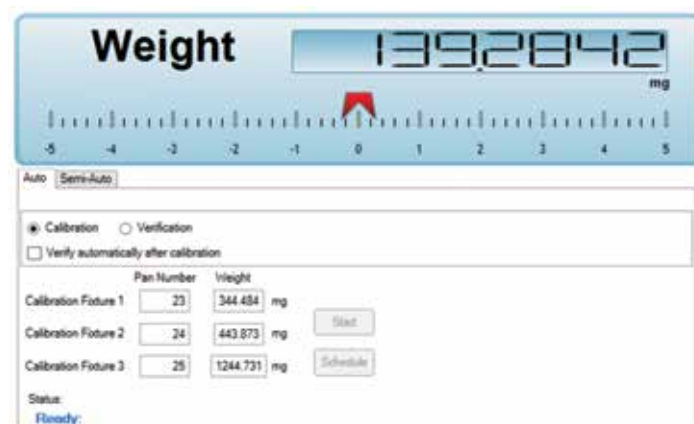 Weight 139.2842
mg
-5 -4 -3 -2 -1 0 1 2 3 4 5
Auto Semi-Auto
Calibration Verification
Verify automatically after calibration
Pan Number Weight
Calibration Fixture 1 23 344.484 mg
Start
Calibration Fixture 2 24 443.873 mg
Calibration Fixture 3 25 1244.731 mg Schedule
Status:
Ready: